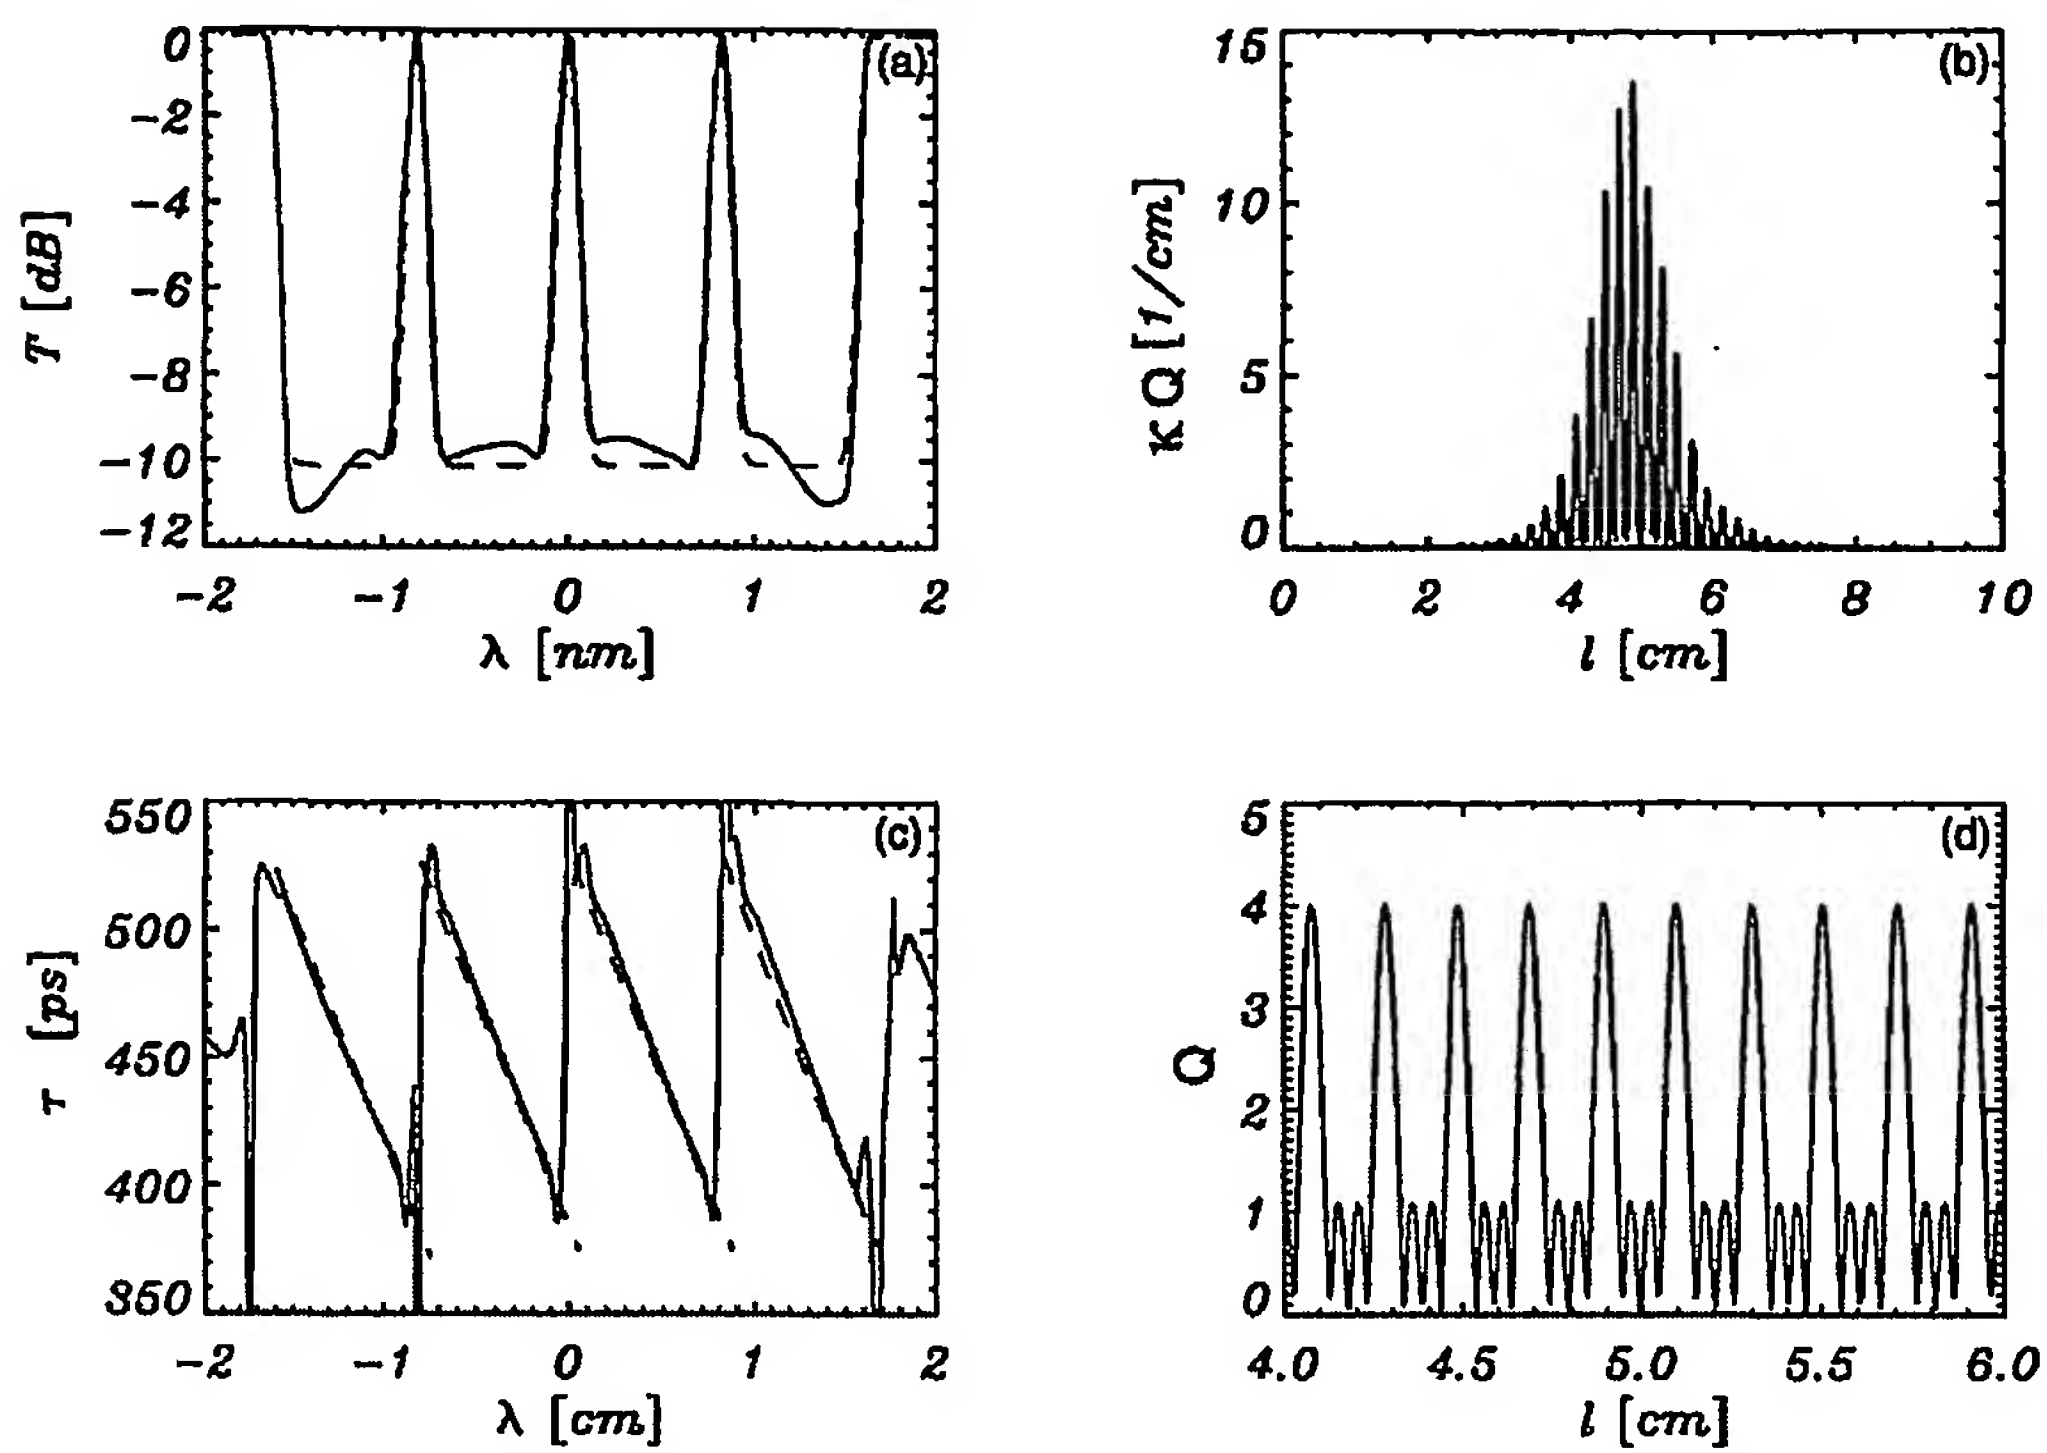 (a)
0
−2
−4
−6
−8
−10
−12
T [dB]
−2 −1 0 1 2
λ [nm]
(b)
15
10
5
0
κ Q [1/cm]
0 2 4 6 8 10
l [cm]
(c)
550
500
450
400
350
τ [ps]
−2 −1 0 1 2
λ [cm]
(d)
5
4
3
2
1
0
Q
4.0 4.5 5.0 5.5 6.0
l [cm]